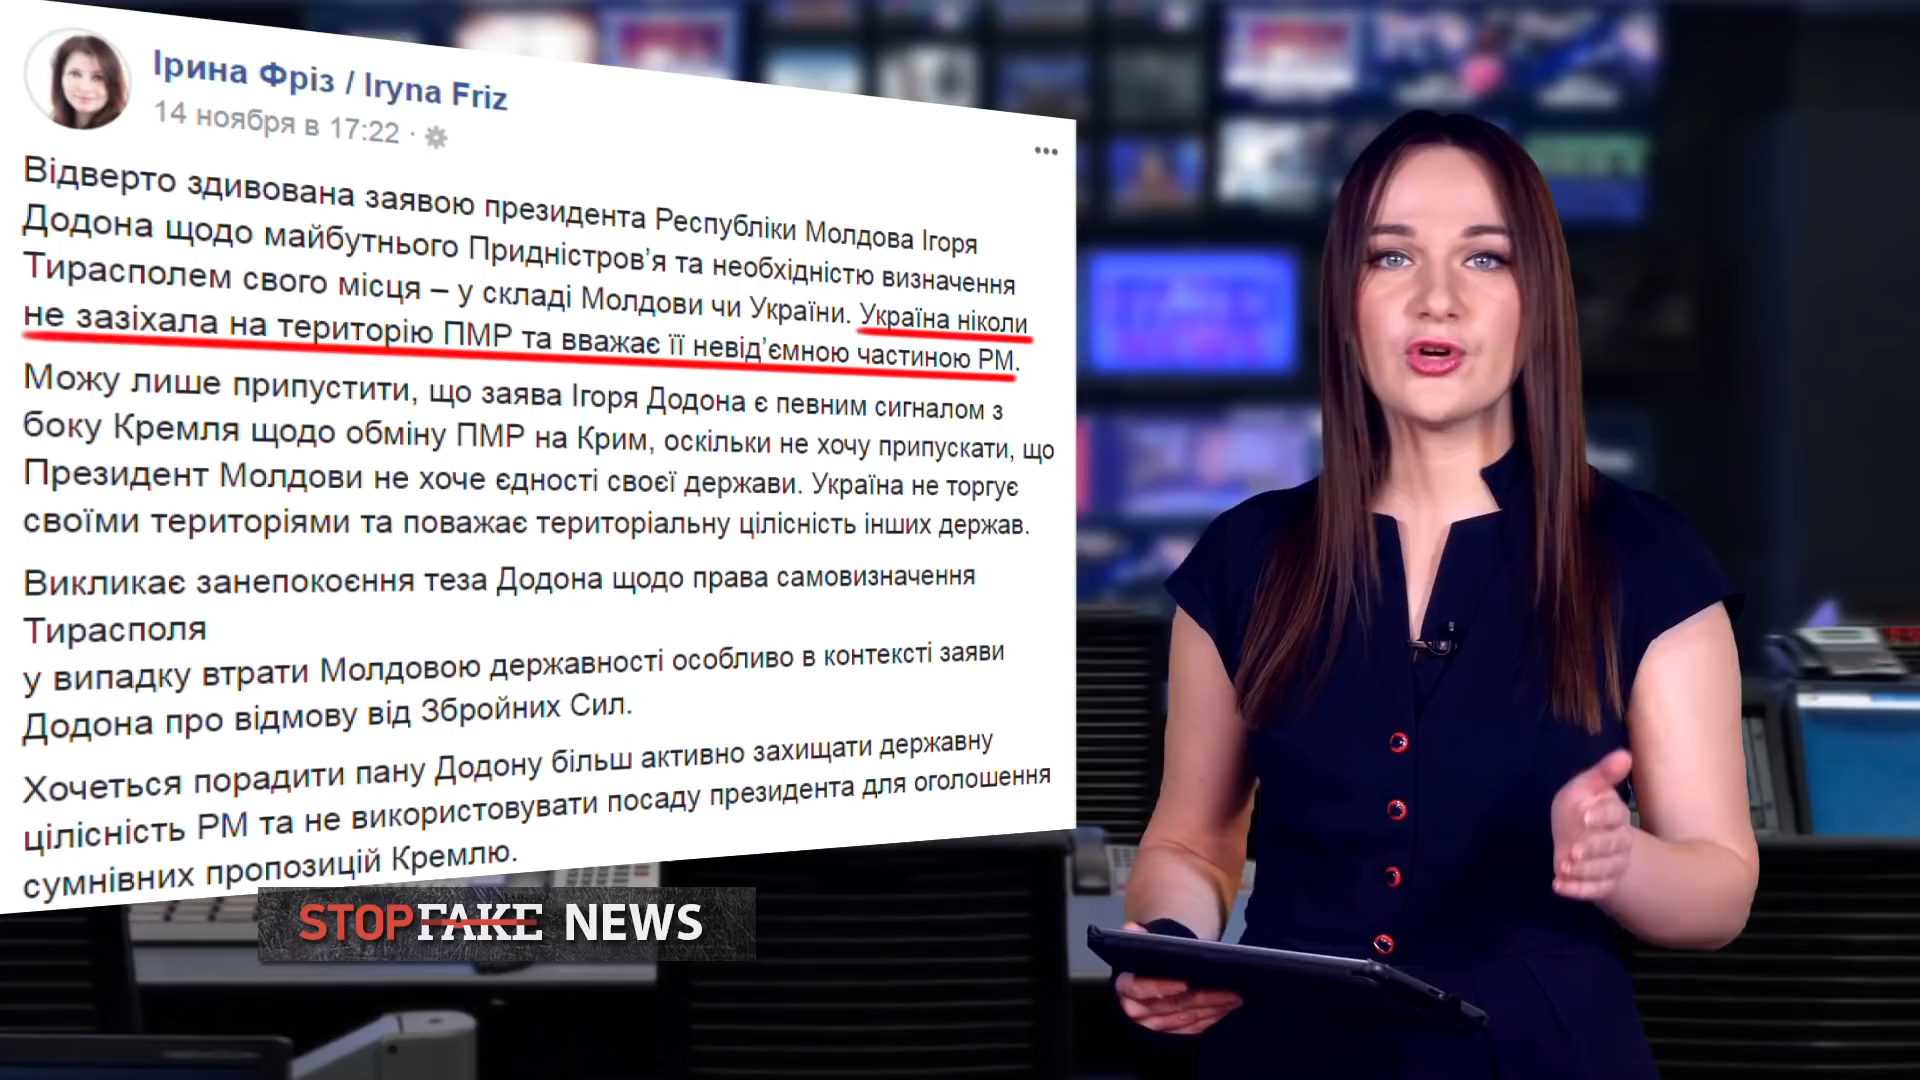 Ірина Фріз / Iryna Friz
14 ноября в 17:22 ·
Відверто здивована заявою президента Республіки Молдова Ігоря
Додона щодо майбутнього Придністров'я та необхідністю визначення
Тирасполем свого місця – у складі Молдови чи України. Україна ніколи
не зазіхала на територію ПМР та вважає її невід'ємною частиною РМ.
Можу лише припустити, що заява Ігоря Додона є певним сигналом з
боку Кремля щодо обміну ПМР на Крим, оскільки не хочу припускати, що
Президент Молдови не хоче єдності своєї держави. Україна не торгує
своїми територіями та поважає територіальну цілісність інших держав.
Викликає занепокоєння теза Додона щодо права самовизначення
Тирасполя
у випадку втрати Молдовою державності особливо в контексті заяви
Додона про відмову від Збройних Сил.
Хочеться порадити пану Додону більш активно захищати державну
цілісність РМ та не використовувати посаду президента для оголошення
сумнівних пропозицій Кремлю.
STOPFAKE NEWS